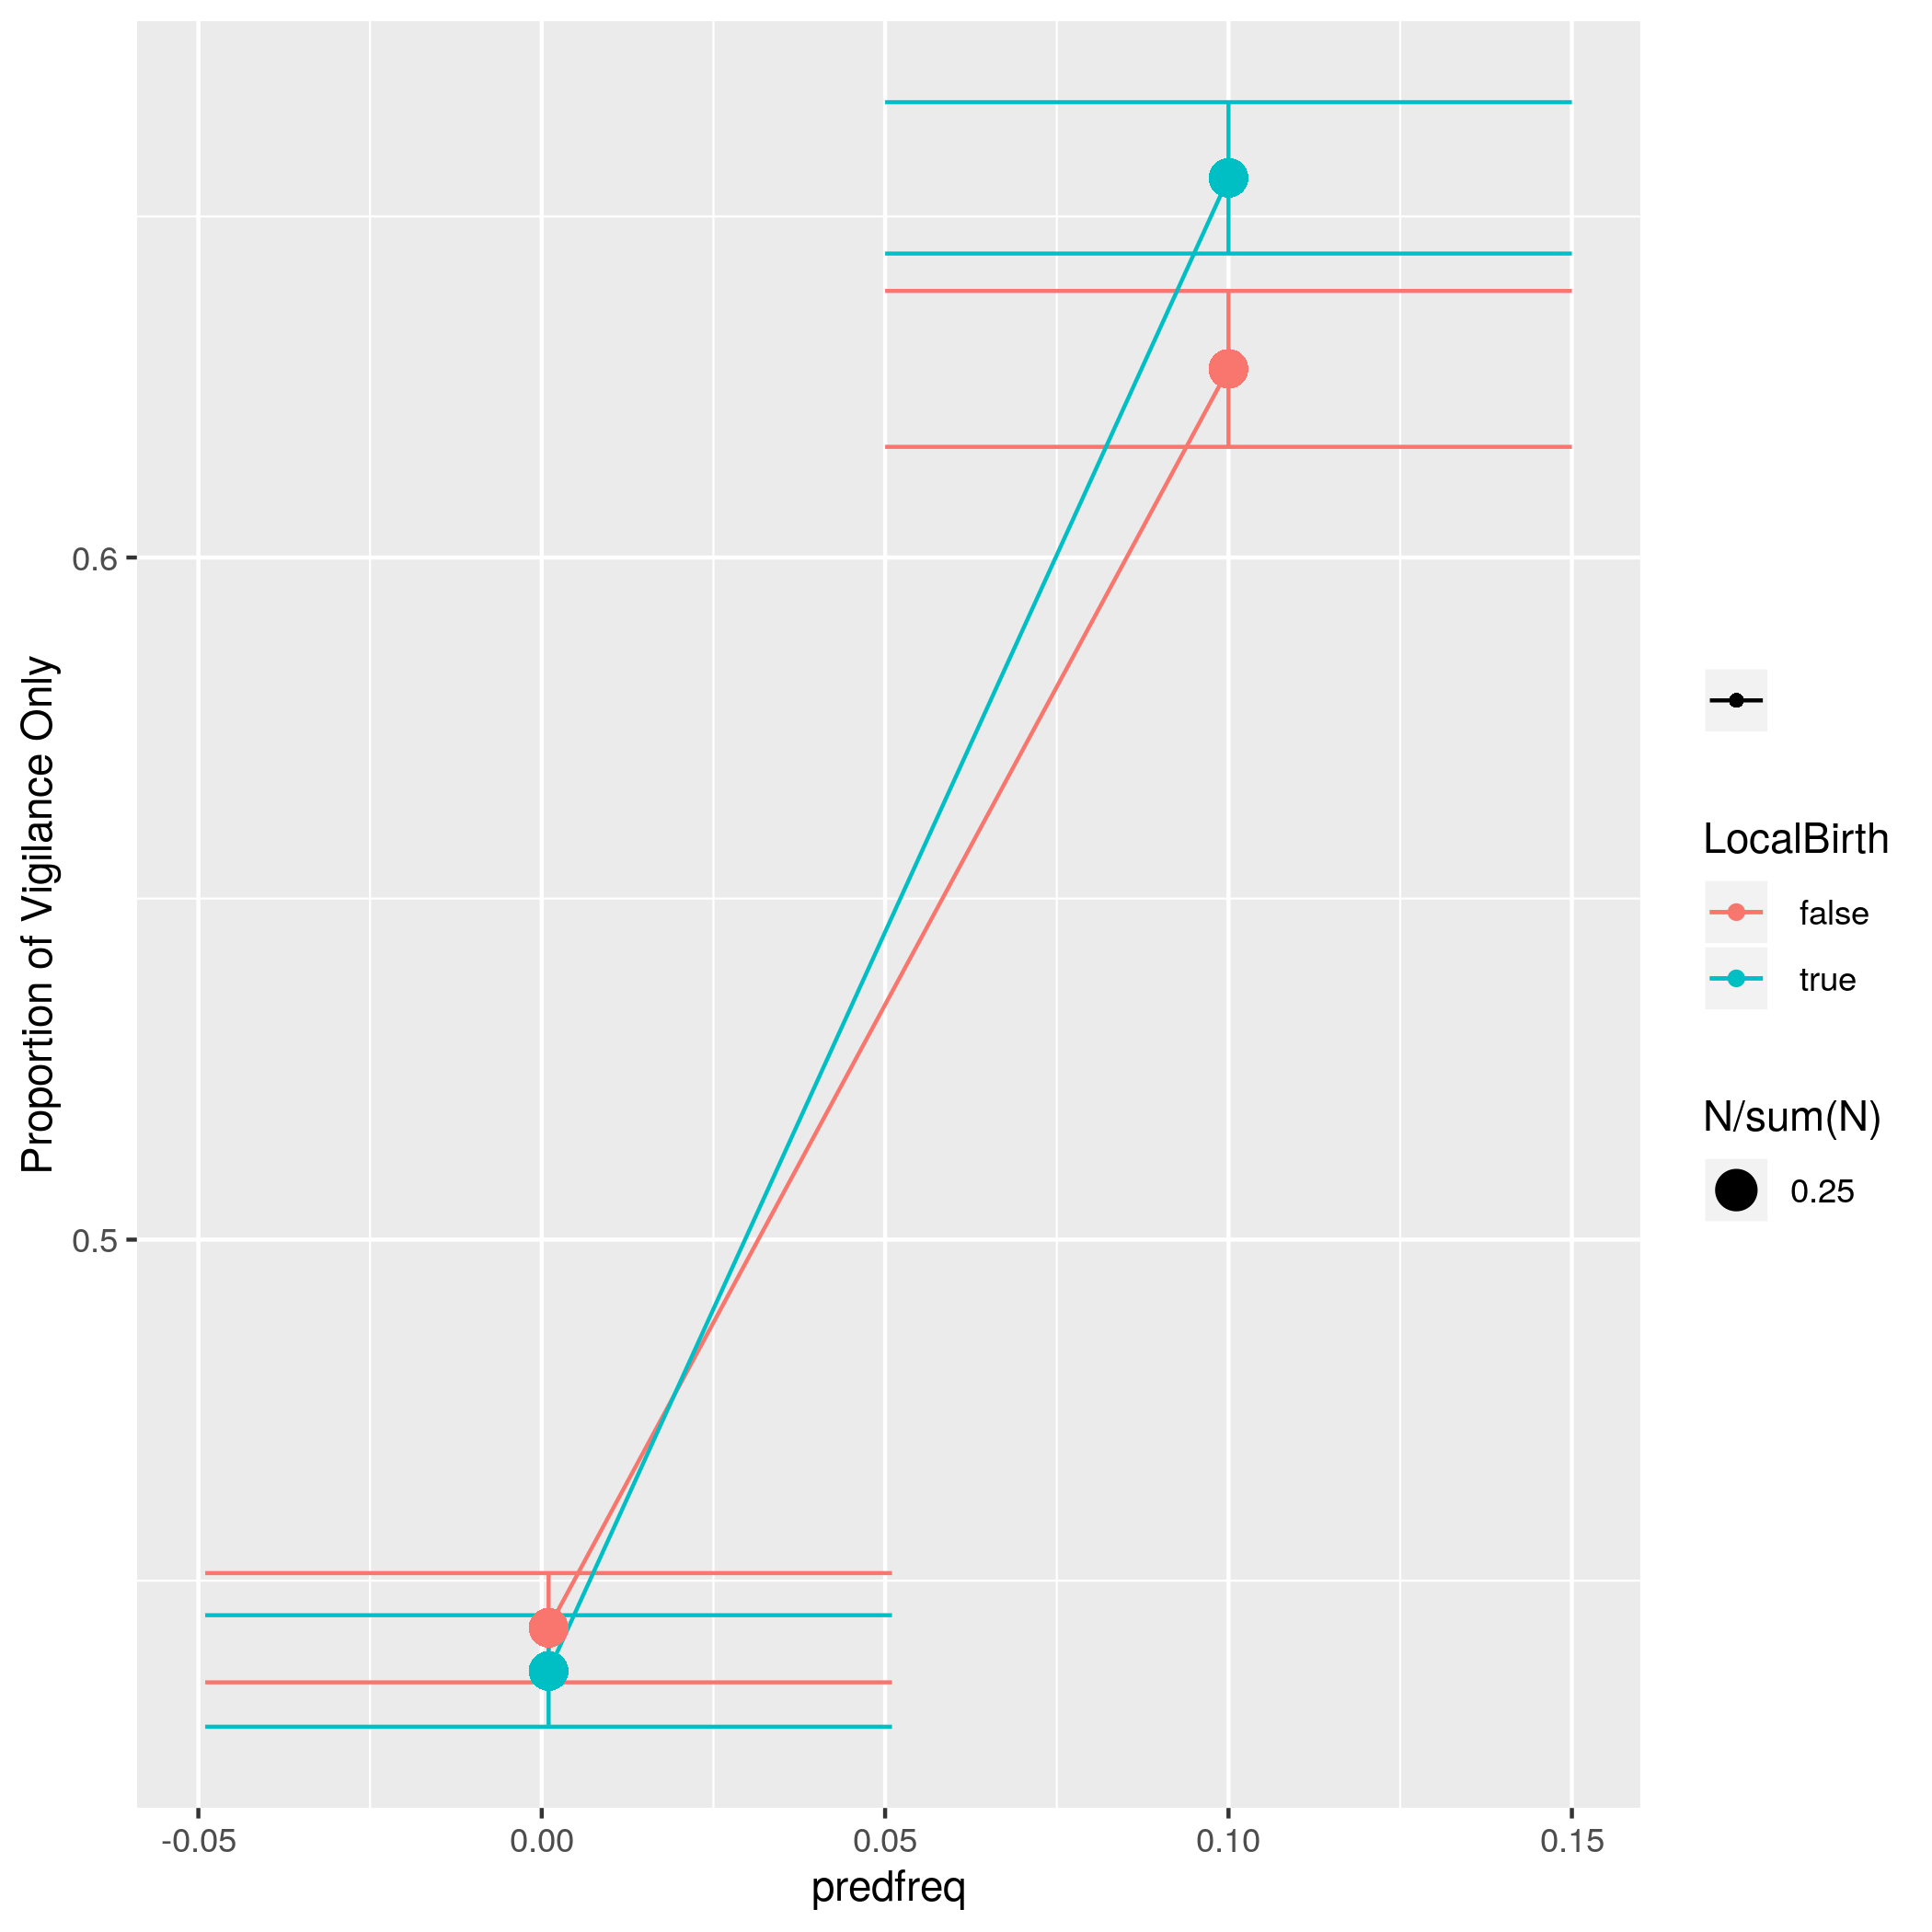 Proportion of Vigilance Only
0.6
0.5
-0.05
0.00
0.05
0.10
0.15
predfreq
LocalBirth
false
true
N/sum(N)
0.25